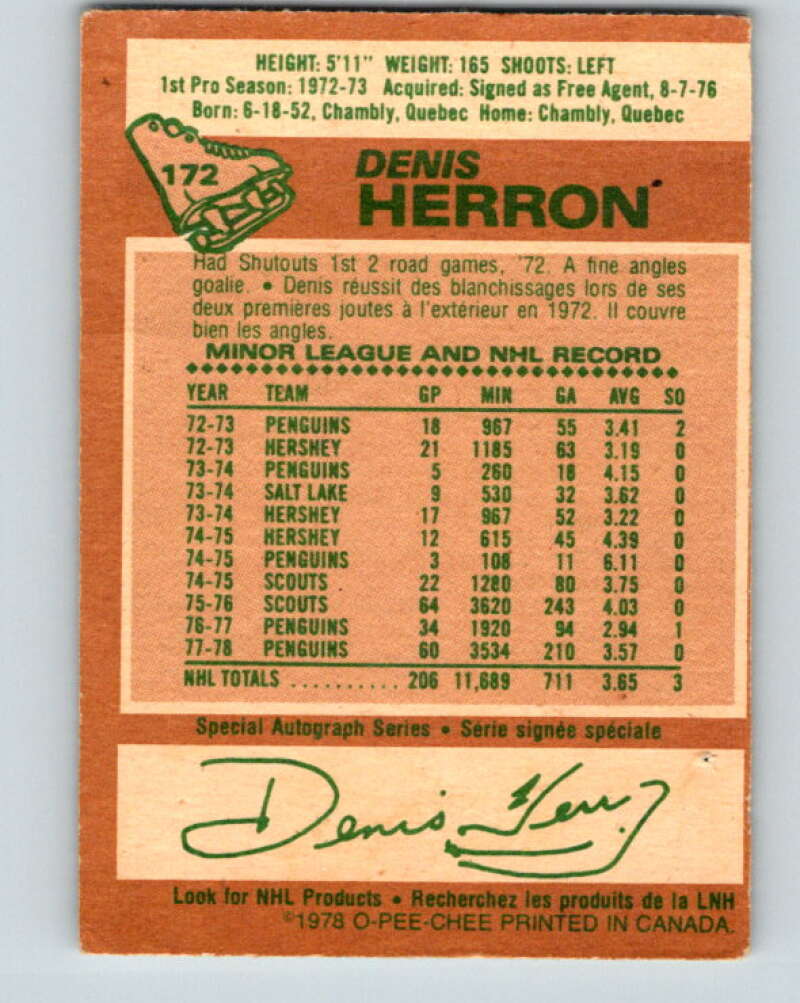 HEIGHT: 5'11" WEIGHT: 165 SHOOTS: LEFT
1st Pro Season: 1972-73 Acquired: Signed as Free Agent, 8-7-76
Born: 6-18-52, Chambly, Quebec Home: Chambly, Quebec
172
DENIS
HERRON
Had Shutouts 1st 2 road games, '72. A fine angles
goalie. • Denis réussit des blanchissages lors de ses
deux premières joutes à l'extérieur en 1972. Il couvre
bien les angles.
MINOR LEAGUE AND NHL RECORD
YEAR TEAM GP MIN GA AVG SO
72-73 PENGUINS 18 967 55 3.41 2
72-73 HERSHEY 21 1185 63 3.19 0
73-74 PENGUINS 5 260 18 4.15 0
73-74 SALT LAKE 9 530 32 3.62 0
73-74 HERSHEY 17 967 52 3.22 0
74-75 HERSHEY 12 615 45 4.39 0
74-75 PENGUINS 3 108 11 6.11 0
74-75 SCOUTS 22 1280 80 3.75 0
75-76 SCOUTS 64 3620 243 4.03 0
76-77 PENGUINS 34 1920 94 2.94 1
77-78 PENGUINS 60 3534 210 3.57 0
NHL TOTALS .......... 206 11,689 711 3.65 3
Special Autograph Series • Série signée spéciale
Denis Herron
Look for NHL Products • Recherchez les produits de la LNH
©1978 O-PEE-CHEE PRINTED IN CANADA.